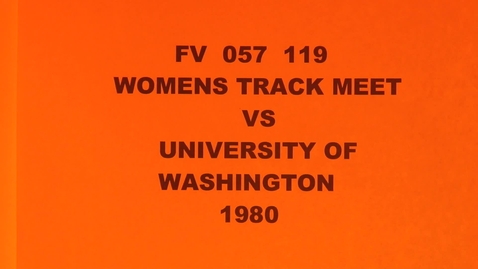 FV 057 119
WOMENS TRACK MEET
VS
UNIVERSITY OF
WASHINGTON
1980